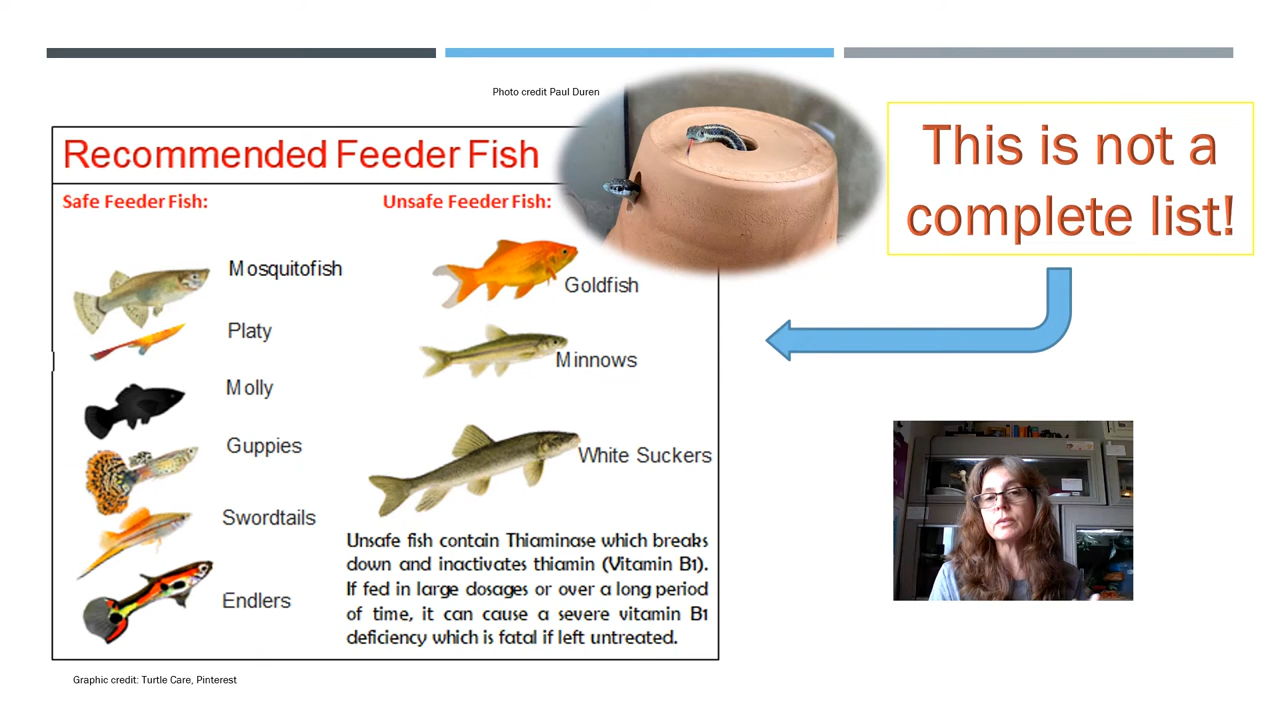 Photo credit Paul Duren
Recommended Feeder Fish
This is not a
complete list!
Safe Feeder Fish:
Unsafe Feeder Fish:
Mosquitofish
Goldfish
Platy
Minnows
Molly
Guppies
White Suckers
Swordtails
Endlers
Unsafe fish contain Thiaminase which breaks
down and inactivates thiamin (Vitamin B1).
If fed in large dosages or over a long period
of time, it can cause a severe vitamin B1
deficiency which is fatal if left untreated.
Graphic credit: Turtle Care, Pinterest